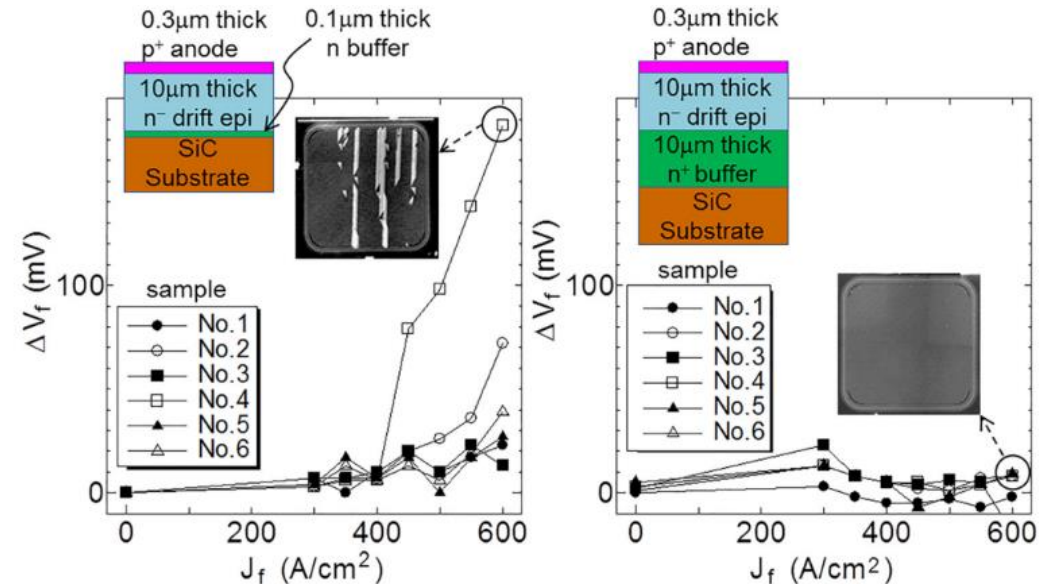 0.3μm thick
p⁺ anode
0.1μm thick
n buffer
10μm thick
n⁻ drift epi
SiC
Substrate
ΔV_f (mV)
100
0
sample
No.1
No.2
No.3
No.4
No.5
No.6
0 200 400 600
J_f (A/cm²)
0.3μm thick
p⁺ anode
10μm thick
n⁻ drift epi
10μm thick
n⁺ buffer
SiC
Substrate
ΔV_f (mV)
100
0
sample
No.1
No.2
No.3
No.4
No.5
No.6
0 200 400 600
J_f (A/cm²)